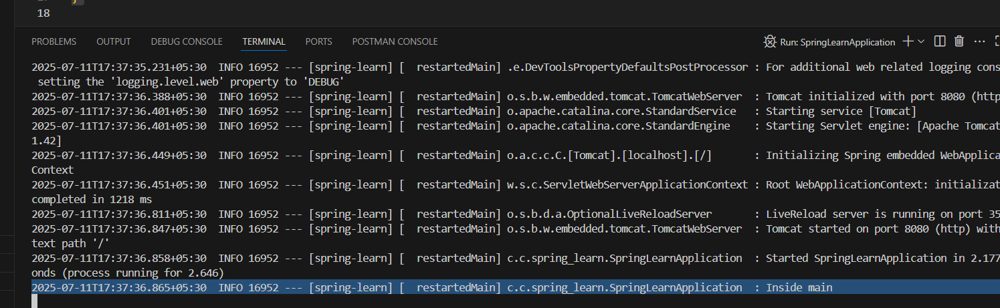 18
PROBLEMS OUTPUT DEBUG CONSOLE TERMINAL PORTS POSTMAN CONSOLE Run: SpringLearnApplication
2025-07-11T17:37:35.231+05:30  INFO 16952 --- [spring-learn] [  restartedMain] .e.DevToolsPropertyDefaultsPostProcessor : For additional web related logging cons
 setting the 'logging.level.web' property to 'DEBUG'
2025-07-11T17:37:36.388+05:30  INFO 16952 --- [spring-learn] [  restartedMain] o.s.b.w.embedded.tomcat.TomcatWebServer  : Tomcat initialized with port 8080 (http
2025-07-11T17:37:36.401+05:30  INFO 16952 --- [spring-learn] [  restartedMain] o.apache.catalina.core.StandardService   : Starting service [Tomcat]
2025-07-11T17:37:36.401+05:30  INFO 16952 --- [spring-learn] [  restartedMain] o.apache.catalina.core.StandardEngine    : Starting Servlet engine: [Apache Tomcat
1.42]
2025-07-11T17:37:36.449+05:30  INFO 16952 --- [spring-learn] [  restartedMain] o.a.c.c.C.[Tomcat].[localhost].[/]       : Initializing Spring embedded WebApplica
Context
2025-07-11T17:37:36.451+05:30  INFO 16952 --- [spring-learn] [  restartedMain] w.s.c.ServletWebServerApplicationContext : Root WebApplicationContext: initializat
completed in 1218 ms
2025-07-11T17:37:36.811+05:30  INFO 16952 --- [spring-learn] [  restartedMain] o.s.b.d.a.OptionalLiveReloadServer       : LiveReload server is running on port 35
2025-07-11T17:37:36.847+05:30  INFO 16952 --- [spring-learn] [  restartedMain] o.s.b.w.embedded.tomcat.TomcatWebServer  : Tomcat started on port 8080 (http) with
text path '/'
2025-07-11T17:37:36.858+05:30  INFO 16952 --- [spring-learn] [  restartedMain] c.c.spring_learn.SpringLearnApplication  : Started SpringLearnApplication in 2.177
onds (process running for 2.646)
2025-07-11T17:37:36.865+05:30  INFO 16952 --- [spring-learn] [  restartedMain] c.c.spring_learn.SpringLearnApplication  : Inside main